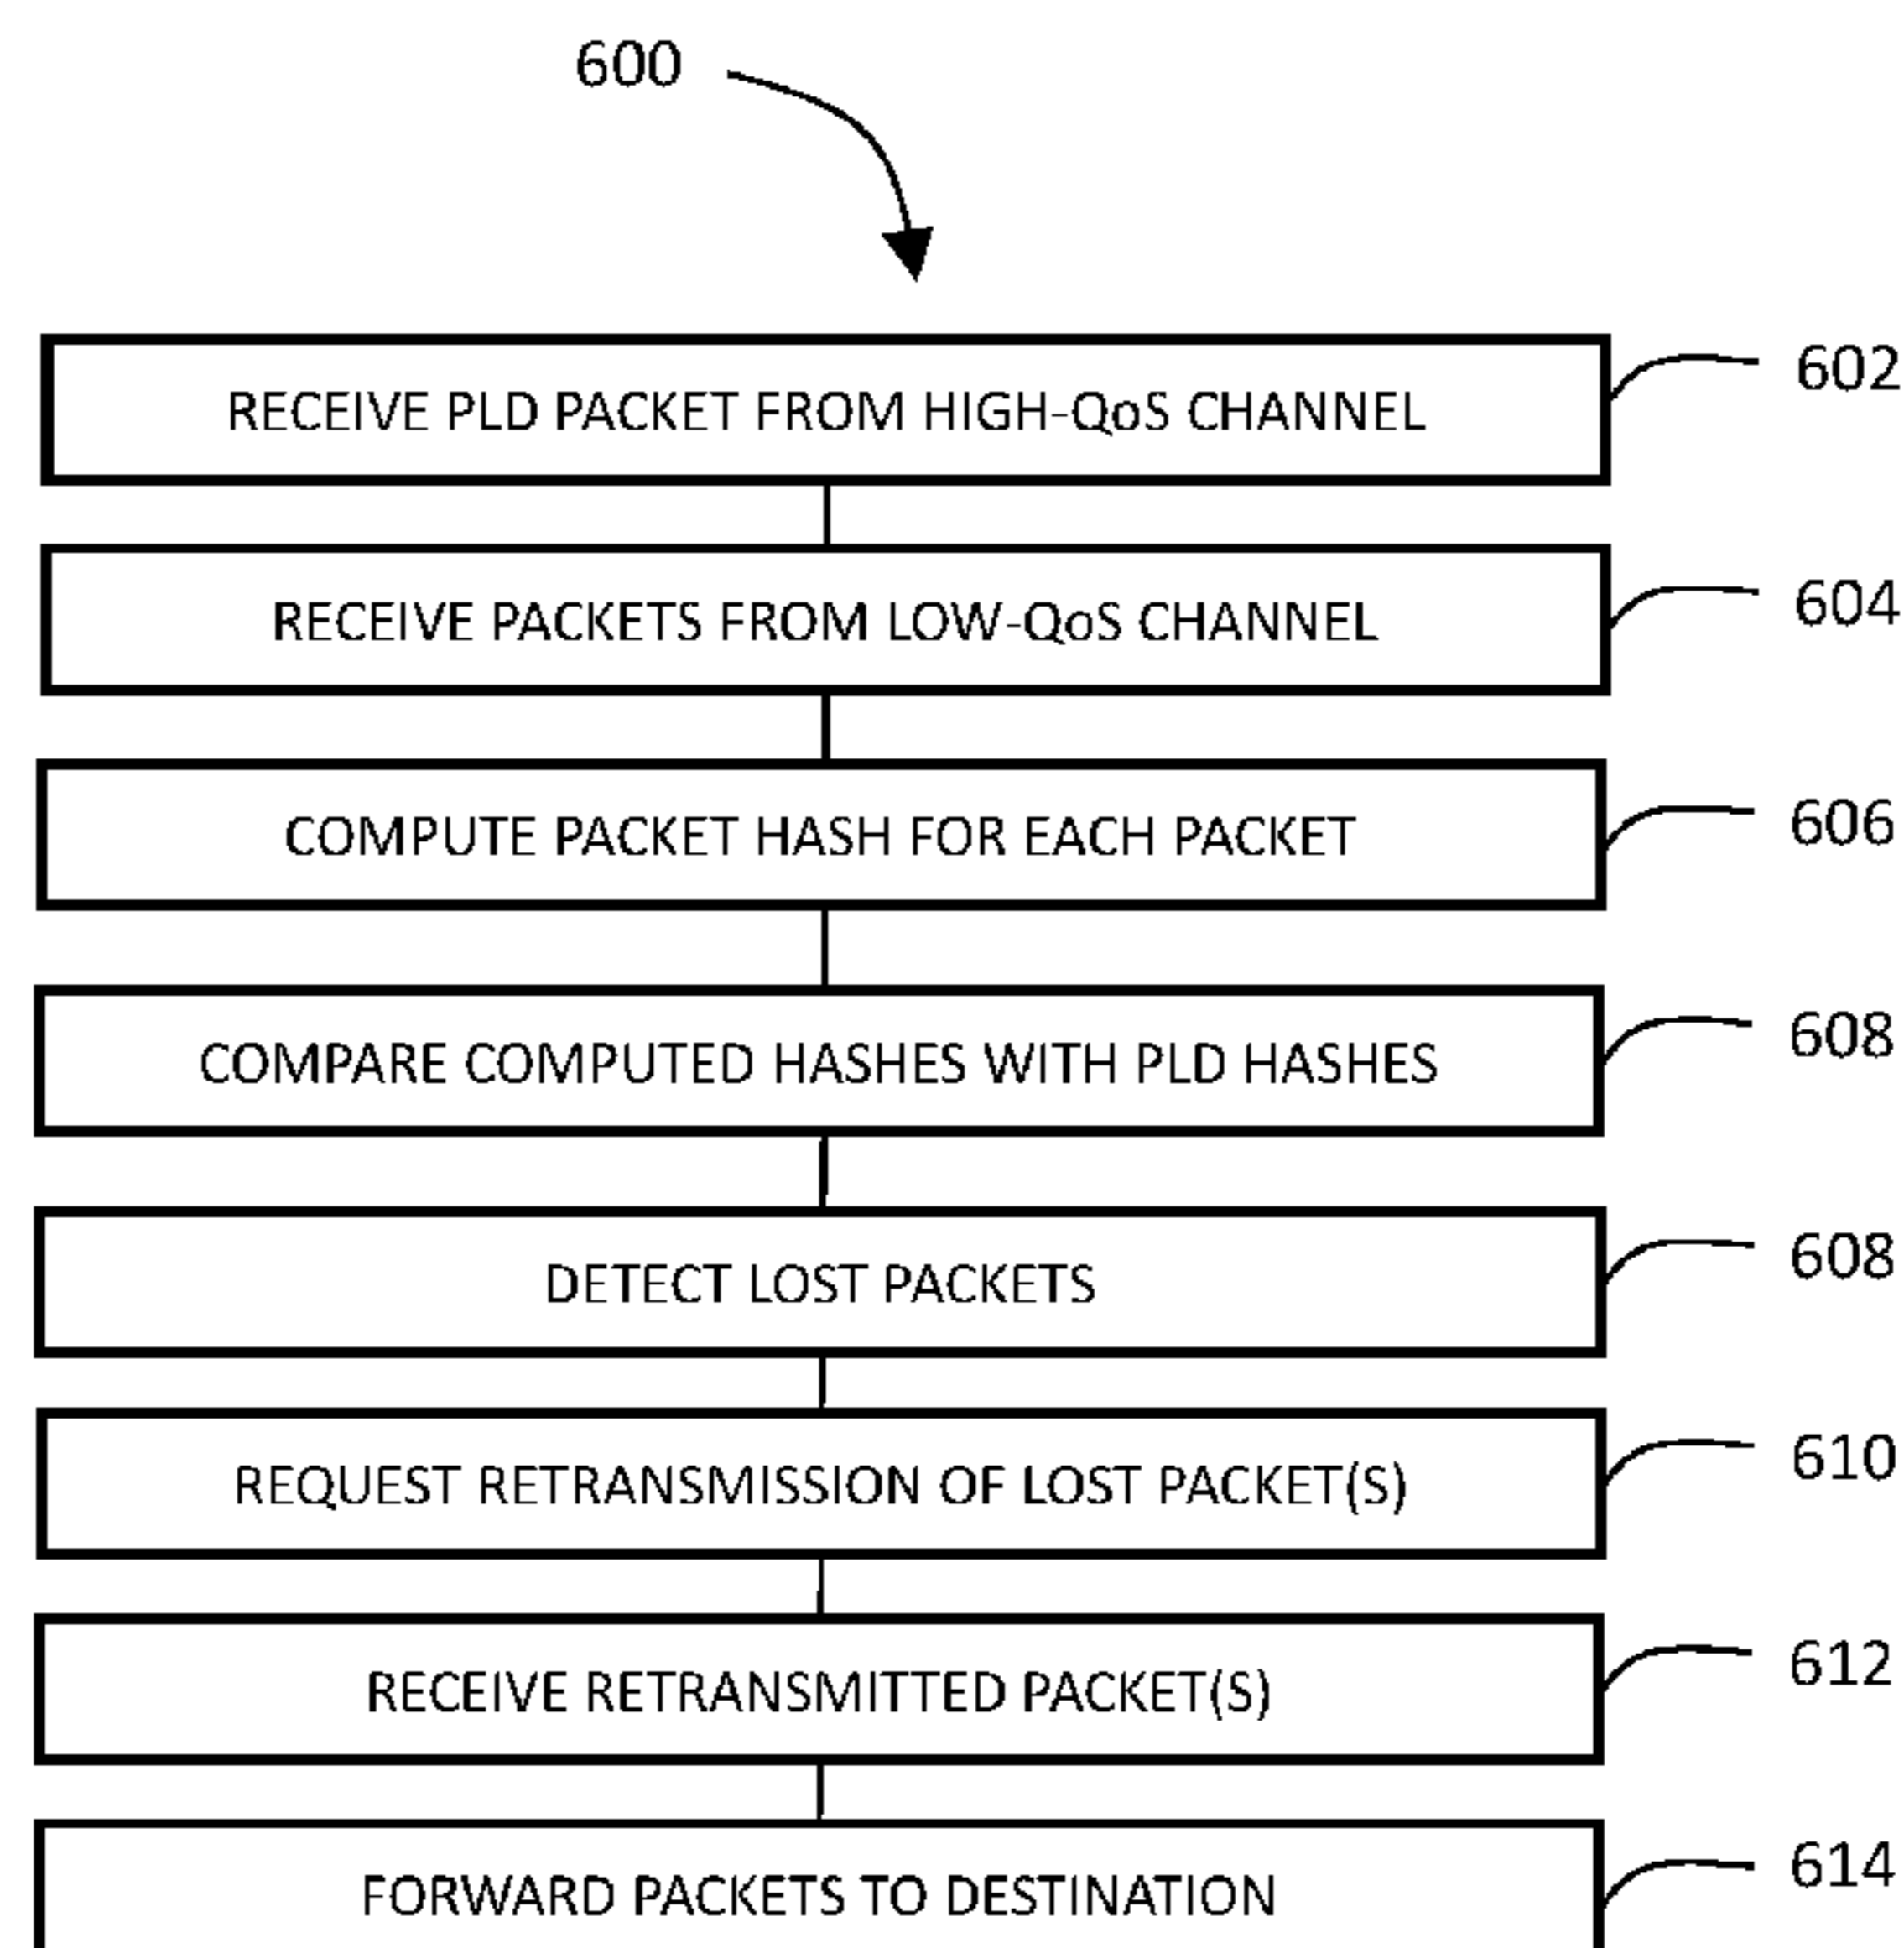 600
RECEIVE PLD PACKET FROM HIGH-QoS CHANNEL
602
RECEIVE PACKETS FROM LOW-QoS CHANNEL
604
COMPUTE PACKET HASH FOR EACH PACKET
606
COMPARE COMPUTED HASHES WITH PLD HASHES
608
DETECT LOST PACKETS
608
REQUEST RETRANSMISSION OF LOST PACKET(S)
610
RECEIVE RETRANSMITTED PACKET(S)
612
FORWARD PACKETS TO DESTINATION
614